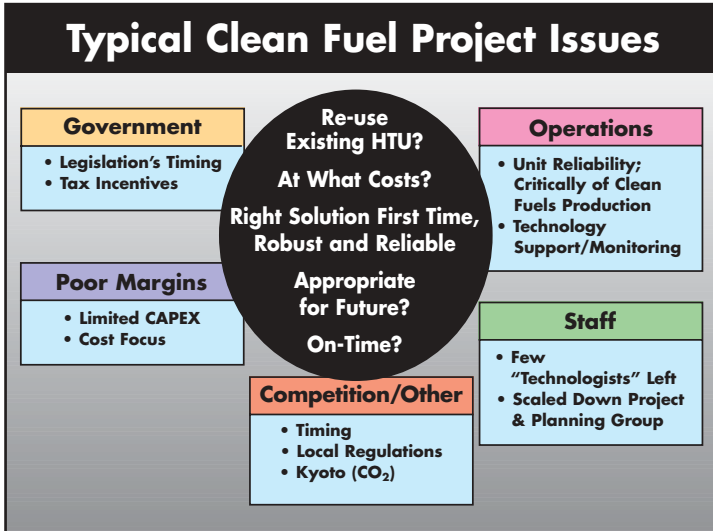 Typical Clean Fuel Project Issues
Government
• Legislation's Timing
• Tax Incentives
Poor Margins
• Limited CAPEX
• Cost Focus
Re-use
Existing HTU?
At What Costs?
Right Solution First Time,
Robust and Reliable
Appropriate
for Future?
On-Time?
Competition/Other
• Timing
• Local Regulations
• Kyoto (CO₂)
Operations
• Unit Reliability;
Critically of Clean
Fuels Production
• Technology
Support/Monitoring
Staff
• Few
"Technologists" Left
• Scaled Down Project
& Planning Group